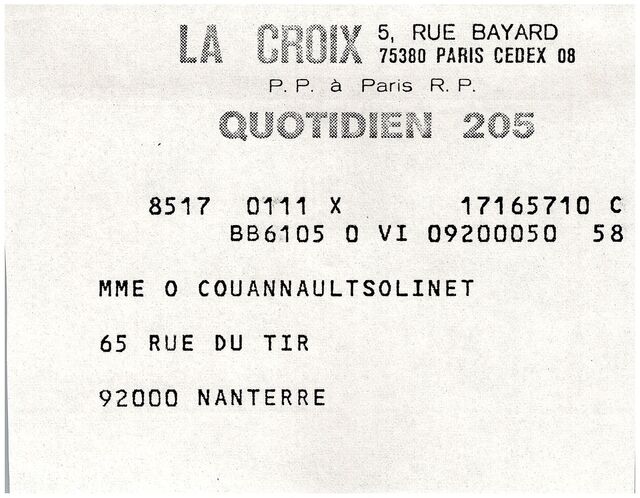 LA CROIX 5, RUE BAYARD
75380 PARIS CEDEX 08
P. P. à Paris R. P.
QUOTIDIEN 205
8517 0111 X 17165710 C
BB6105 0 VI 09200050 58
MME O COUANNAULTSOLINET
65 RUE DU TIR
92000 NANTERRE